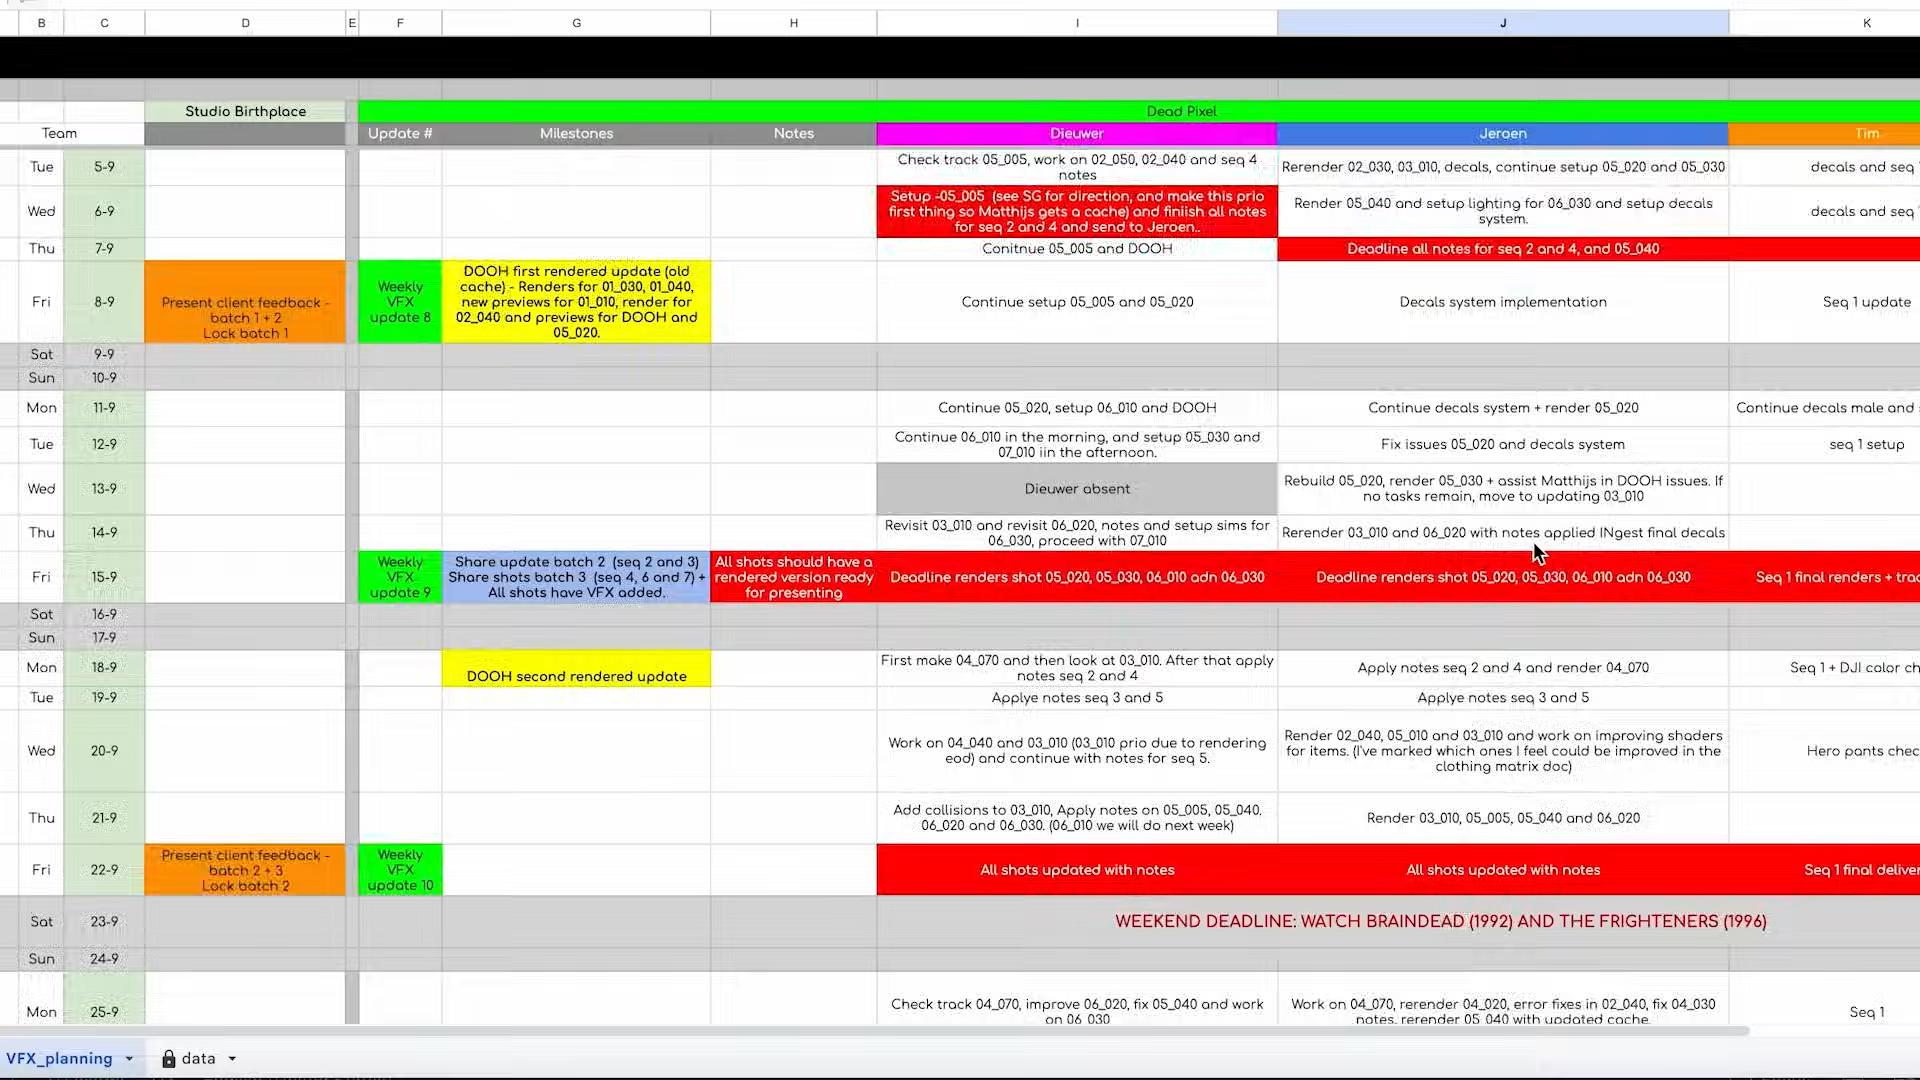 B C D E F G H I J K
Studio Birthplace Dead Pixel
Team Update # Milestones Notes Dieuwer Jeroen Tim
Tue 5-9
Check track 05_005, work on 02_050, 02_040 and seq 4
notes
Rerender 02_030, 03_010, decals, continue setup 05_020 and 05_030
decals and seq
Wed 6-9
Setup -05_005 (see SG for direction, and make this prio
first thing so Matthijs gets a cache) and finiish all notes
for seq 2 and 4 and send to Jeroen..
Render 05_040 and setup lighting for 06_030 and setup decals
system.
decals and seq
Thu 7-9
Conitnue 05_005 and DOOH
Deadline all notes for seq 2 and 4, and 05_040
Fri 8-9
Present client feedback -
batch 1 + 2
Lock batch 1
Weekly
VFX
update 8
DOOH first rendered update (old
cache) - Renders for 01_030, 01_040,
new previews for 01_010, render for
02_040 and previews for DOOH and
05_020.
Continue setup 05_005 and 05_020
Decals system implementation
Seq 1 update
Sat 9-9
Sun 10-9
Mon 11-9
Continue 05_020, setup 06_010 and DOOH
Continue decals system + render 05_020
Continue decals male and
Tue 12-9
Continue 06_010 in the morning, and setup 05_030 and
07_010 iin the afternoon.
Fix issues 05_020 and decals system
seq 1 setup
Wed 13-9
Dieuwer absent
Rebuild 05_020, render 05_030 + assist Matthijs in DOOH issues. If
no tasks remain, move to updating 03_010
Thu 14-9
Revisit 03_010 and revisit 06_020, notes and setup sims for
06_030, proceed with 07_010
Rerender 03_010 and 06_020 with notes applied INgest final decals
Fri 15-9
Weekly
VFX
update 9
Share update batch 2 (seq 2 and 3)
Share shots batch 3 (seq 4, 6 and 7) +
All shots have VFX added.
All shots should have a
rendered version ready
for presenting
Deadline renders shot 05_020, 05_030, 06_010 adn 06_030
Deadline renders shot 05_020, 05_030, 06_010 adn 06_030
Seq 1 final renders +
Sat 16-9
Sun 17-9
Mon 18-9
DOOH second rendered update
First make 04_070 and then look at 03_010. After that apply
notes seq 2 and 4
Apply notes seq 2 and 4 and render 04_070
Seq 1 + DJI color
Tue 19-9
Applye notes seq 3 and 5
Applye notes seq 3 and 5
Wed 20-9
Work on 04_040 and 03_010 (03_010 prio due to rendering
eod) and continue with notes for seq 5.
Render 02_040, 05_010 and 03_010 and work on improving shaders
for items. (I've marked which ones I feel could be improved in the
clothing matrix doc)
Hero pants
Thu 21-9
Add collisions to 03_010, Apply notes on 05_005, 05_040.
06_020 and 06_030. (06_010 we will do next week)
Render 03_010, 05_005, 05_040 and 06_020
Fri 22-9
Present client feedback -
batch 2 + 3
Lock batch 2
Weekly
VFX
update 10
All shots updated with notes
All shots updated with notes
Seq 1 final
Sat 23-9
WEEKEND DEADLINE: WATCH BRAINDEAD (1992) AND THE FRIGHTENERS (1996)
Sun 24-9
Mon 25-9
Check track 04_070, improve 06_020, fix 05_040 and work
on 06_030
Work on 04_070, rerender 04_020, error fixes in 02_040, fix 04_030
notes, rerender 05_040 with updated cache.
Seq 1
VFX_planning data